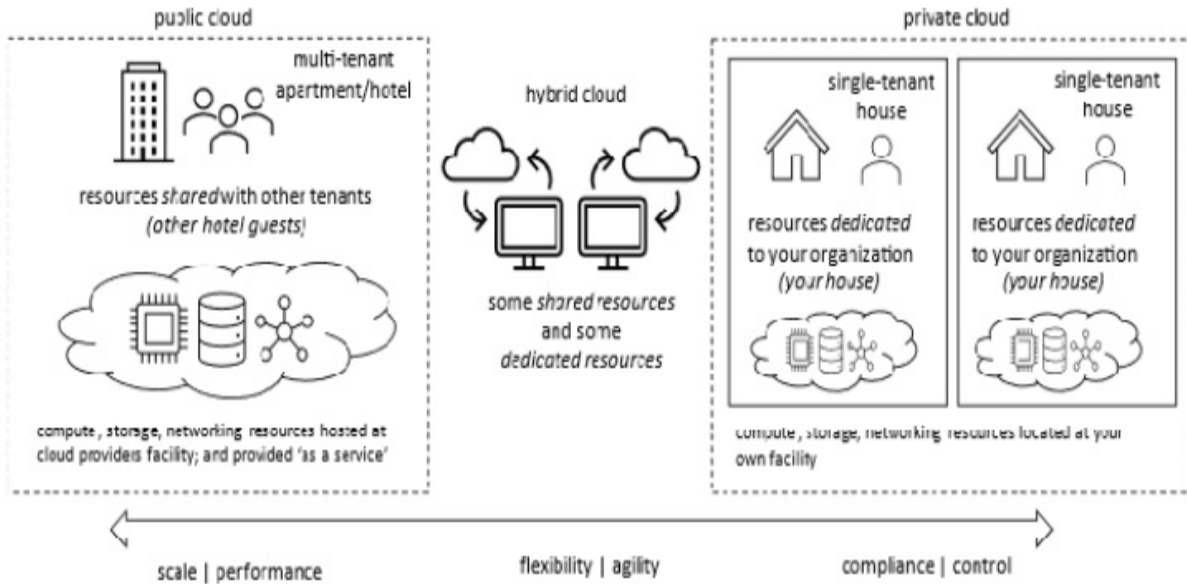 public cloud
multi-tenant
apartment/hotel
resources shared with other tenants
(other hotel guests)
compute, storage, networking resources hosted at
cloud providers facility; and provided 'as a service'
hybrid cloud
some shared resources
and some
dedicated resources
private cloud
single-tenant
house
resources dedicated
to your organization
(your house)
single-tenant
house
resources dedicated
to your organization
(your house)
compute, storage, networking resources located at your
own facility
scale | performance
flexibility | agility
compliance | control